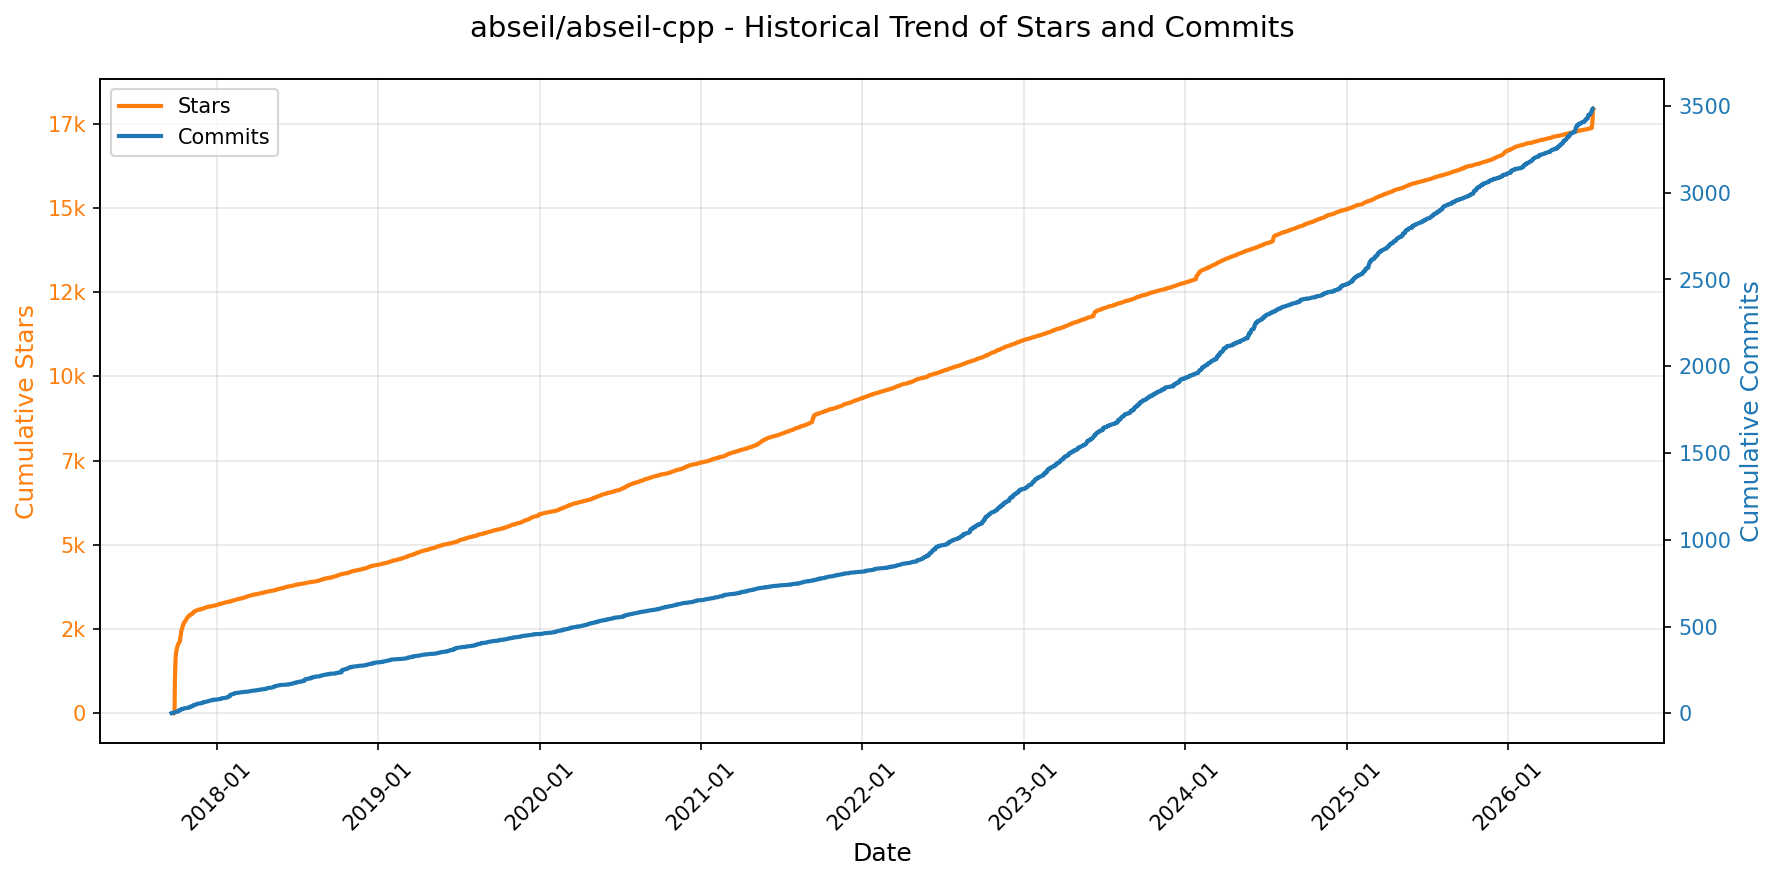 abseil/abseil-cpp - Historical Trend of Stars and Commits
Stars
Commits
17k
15k
12k
10k
7k
5k
2k
0
Cumulative Stars
3500
3000
2500
2000
1500
1000
500
0
Cumulative Commits
2018-01
2019-01
2020-01
2021-01
2022-01
2023-01
2024-01
2025-01
2026-01
Date